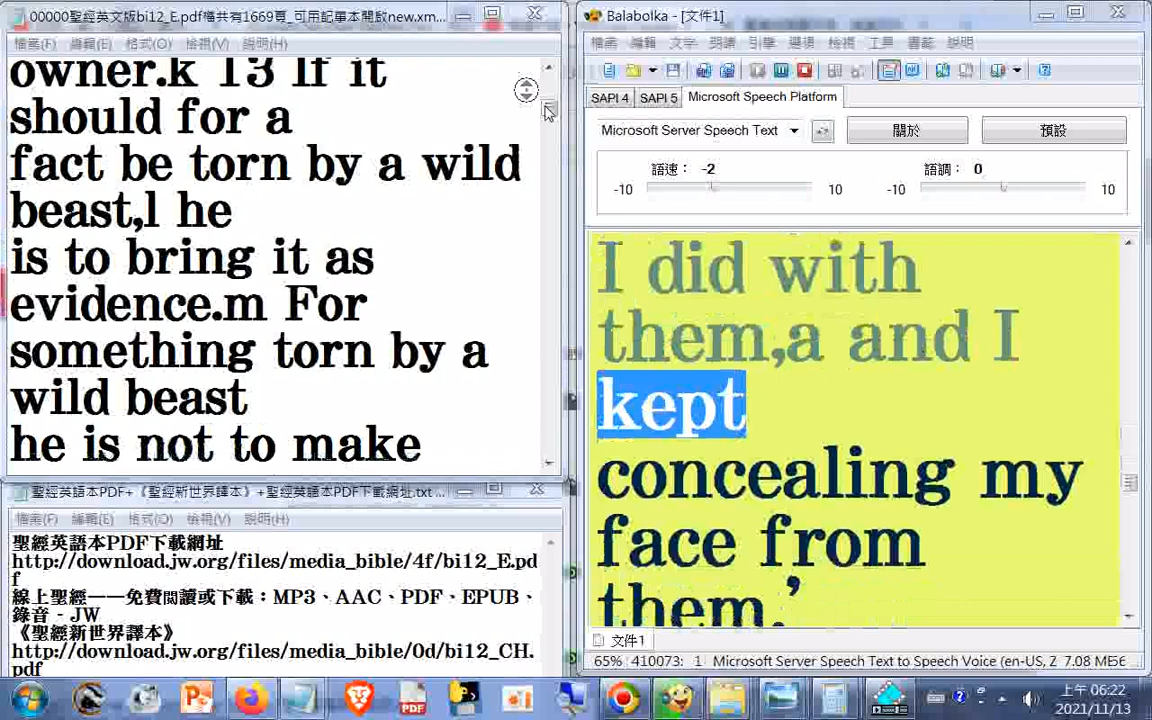 00000聖經英文版bi12_E.pdf檔共有1669頁_可用記事本開啟new.xm...
檔案(F) 編輯(E) 格式(O) 檢視(V) 說明(H)
owner.k 13 If it
should for a
fact be torn by a wild
beast,l he
is to bring it as
evidence.m For
something torn by a
wild beast
he is not to make
聖經英語本PDF+《聖經新世界譯本》+聖經英語本PDF下載網址.txt ...
檔案(F) 編輯(E) 格式(O) 檢視(V) 說明(H)
聖經英語本PDF下載網址
http://download.jw.org/files/media_bible/4f/bi12_E.pd
f
線上聖經——免費閱讀或下載：MP3、AAC、PDF、EPUB、
錄音 - JW
《聖經新世界譯本》
http://download.jw.org/files/media_bible/0d/bi12_CH.
pdf
Balabolka - [文件1]
檔案 編輯 文字 朗讀 引擎 選項 檢視 工具 書籤 說明
SAPI 4 SAPI 5 Microsoft Speech Platform
Microsoft Server Speech Text 關於 預設
語速： -2 語調： 0
-10 10 -10 10
I did with
them,a and I
kept
concealing my
face from
them.’
文件1
65% 410073: 1 Microsoft Server Speech Text to Speech Voice (en-US, Z 7.08 MБ
PDF
上午 06:22
2021/11/13